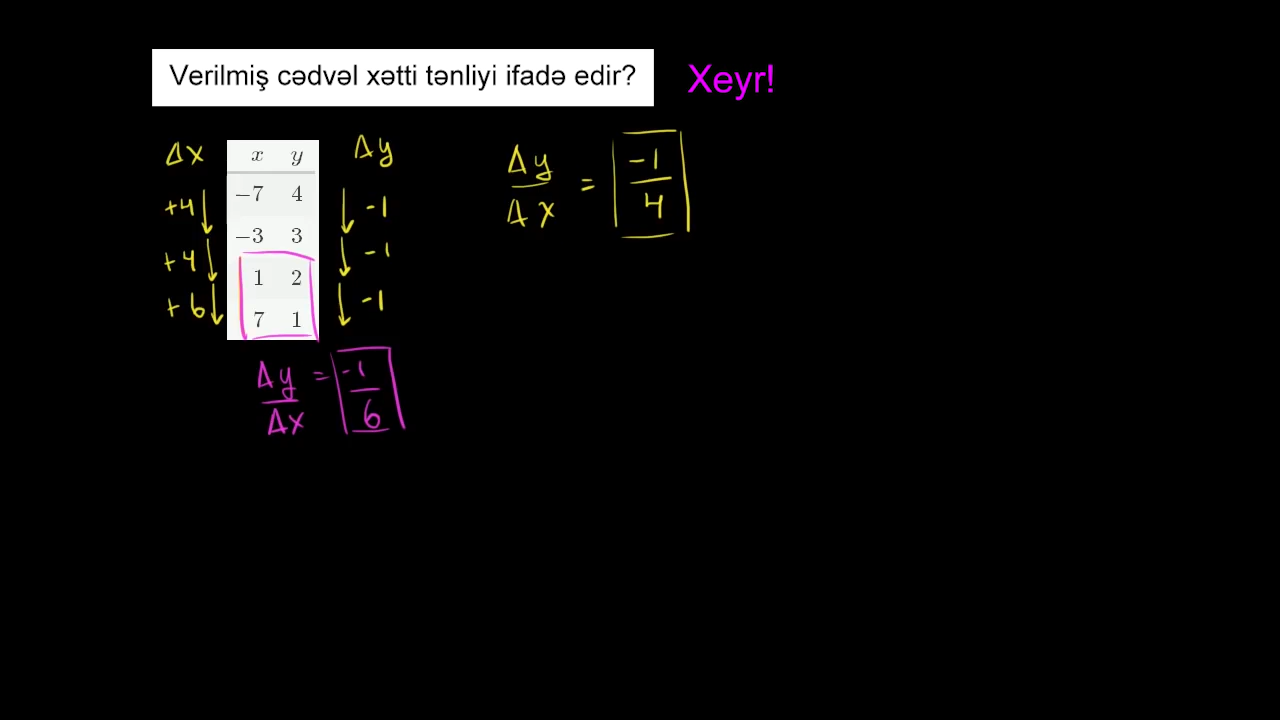 Verilmiş cədvəl xətti tənliyi ifadə edir? Xeyr!
Δx x y Δy
−7 4
+4 -1
−3 3
+4 -1
1 2
+6 -1
7 1
Δy/Δx = -1/4
Δy/Δx = -1/6